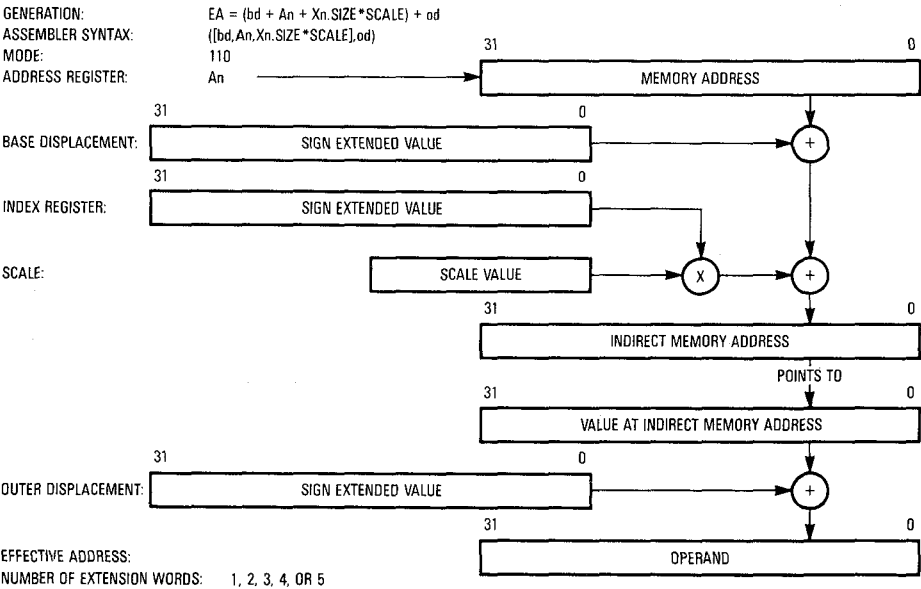 GENERATION: EA = (bd + An + Xn.SIZE*SCALE) + od
ASSEMBLER SYNTAX: ([bd,An,Xn.SIZE*SCALE],od)
MODE: 110
ADDRESS REGISTER: An
31 0
MEMORY ADDRESS
31 0
BASE DISPLACEMENT: SIGN EXTENDED VALUE +
31 0
INDEX REGISTER: SIGN EXTENDED VALUE
SCALE: SCALE VALUE X +
31 0
INDIRECT MEMORY ADDRESS
POINTS TO
31 0
VALUE AT INDIRECT MEMORY ADDRESS
31 0
OUTER DISPLACEMENT: SIGN EXTENDED VALUE +
31 0
EFFECTIVE ADDRESS: OPERAND
NUMBER OF EXTENSION WORDS: 1, 2, 3, 4, OR 5